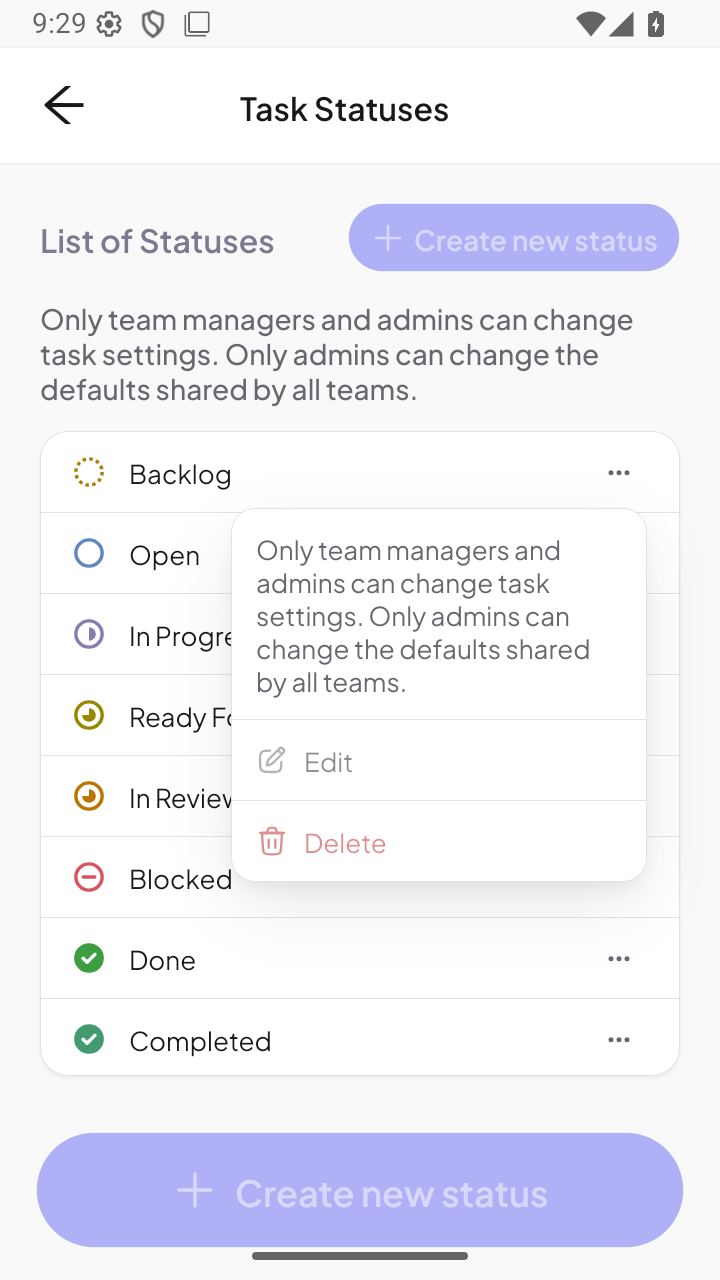 9:29
Task Statuses
List of Statuses
Create new status
Only team managers and admins can change
task settings. Only admins can change the
defaults shared by all teams.
Backlog
Open
Only team managers and
admins can change task
settings. Only admins can
change the defaults shared
by all teams.
In Progre
Ready Fo
In Review
Edit
Delete
Blocked
Done
Completed
Create new status